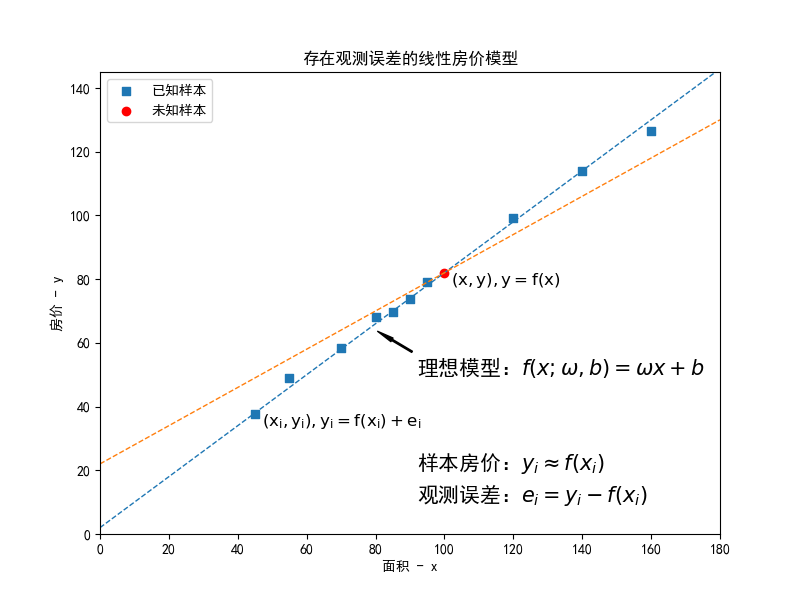 存在观测误差的线性房价模型
已知样本
未知样本
140
120
100
80
60
40
20
0
房价 - y
(x, y), y = f(x)
理想模型：f(x; ω, b) = ωx + b
(xᵢ, yᵢ), yᵢ = f(xᵢ) + eᵢ
样本房价：yᵢ ≈ f(xᵢ)
观测误差：eᵢ = yᵢ − f(xᵢ)
0 20 40 60 80 100 120 140 160 180
面积 - x